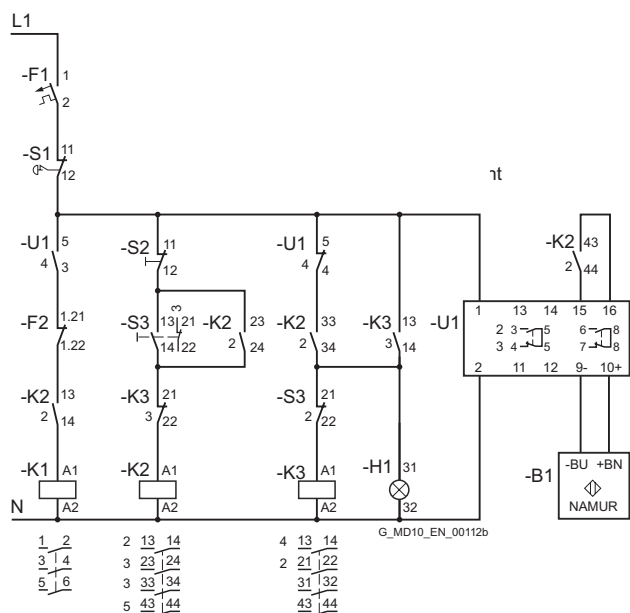 L1
-F1 1
2
-S1 11
12
nt
-U1 5
4 3
-S2 11
12
-U1 5
4 4
-K2 43
2 44
-F2 1.21
1.22
-S3 13 3 21
14 22
-K2 23
2 24
-K2 33
2 34
-K3 13
3 14
-U1
1 13 14 15 16
2 3 5 6 8
3 4 5 7 8
2 11 12 9- 10+
-K2 13
2 14
-K3 21
3 22
-S3 21
2 22
-K1 A1
A2
-K2 A1
A2
-K3 A1
A2
-H1 31
32
-B1
-BU +BN
NAMUR
N
G_MD10_EN_00112b
1 2
3 4
5 6
2 13 14
3 23 24
3 33 34
5 43 44
4 13 14
2 21 22
31 32
43 44